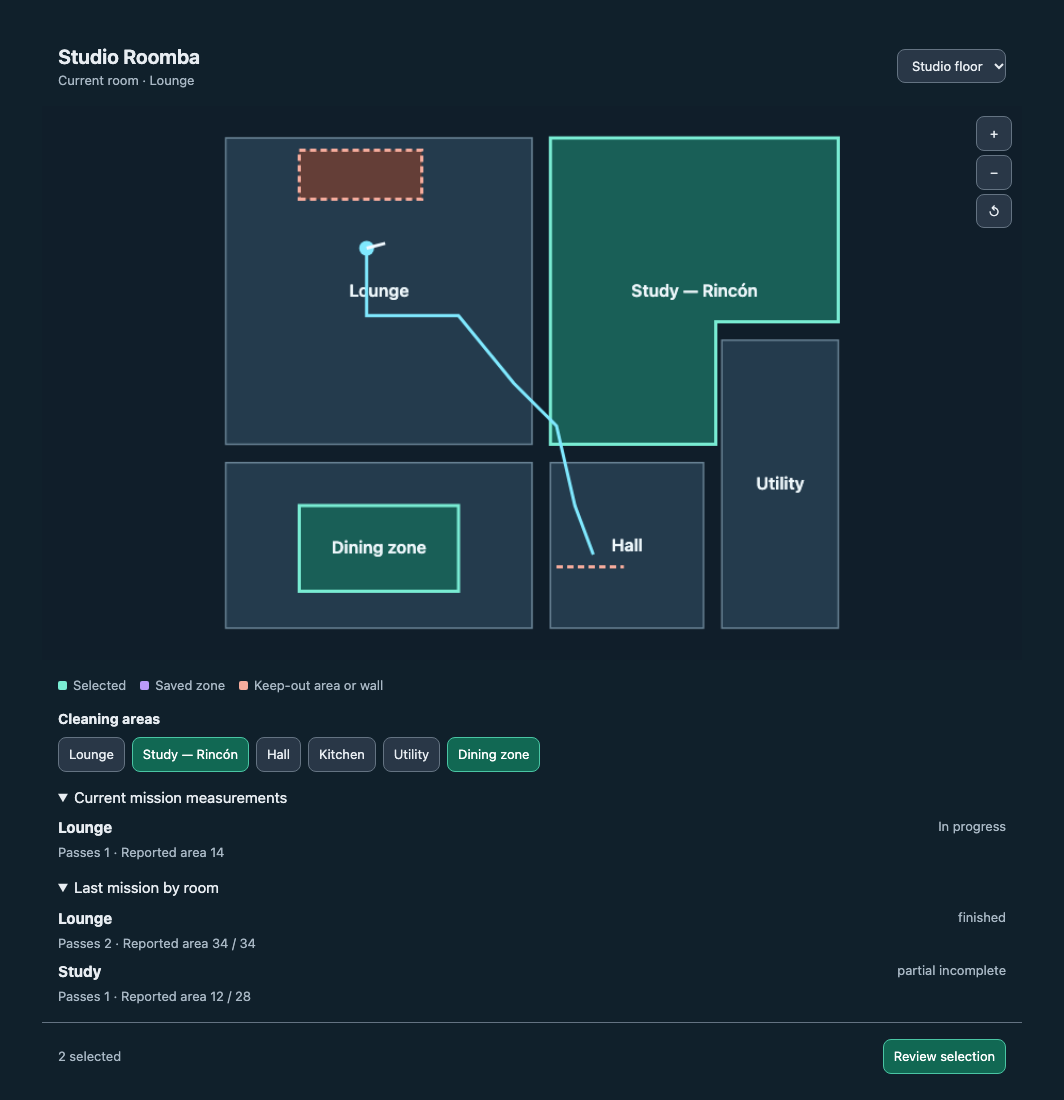 Studio Roomba
Current room · Lounge
Studio floor
+
−
↺
Lounge
Study — Rincón
Utility
Dining zone
Hall
Selected
Saved zone
Keep-out area or wall
Cleaning areas
Lounge
Study — Rincón
Hall
Kitchen
Utility
Dining zone
▼ Current mission measurements
Lounge
In progress
Passes 1 · Reported area 14
▼ Last mission by room
Lounge
finished
Passes 2 · Reported area 34 / 34
Study
partial incomplete
Passes 1 · Reported area 12 / 28
2 selected
Review selection